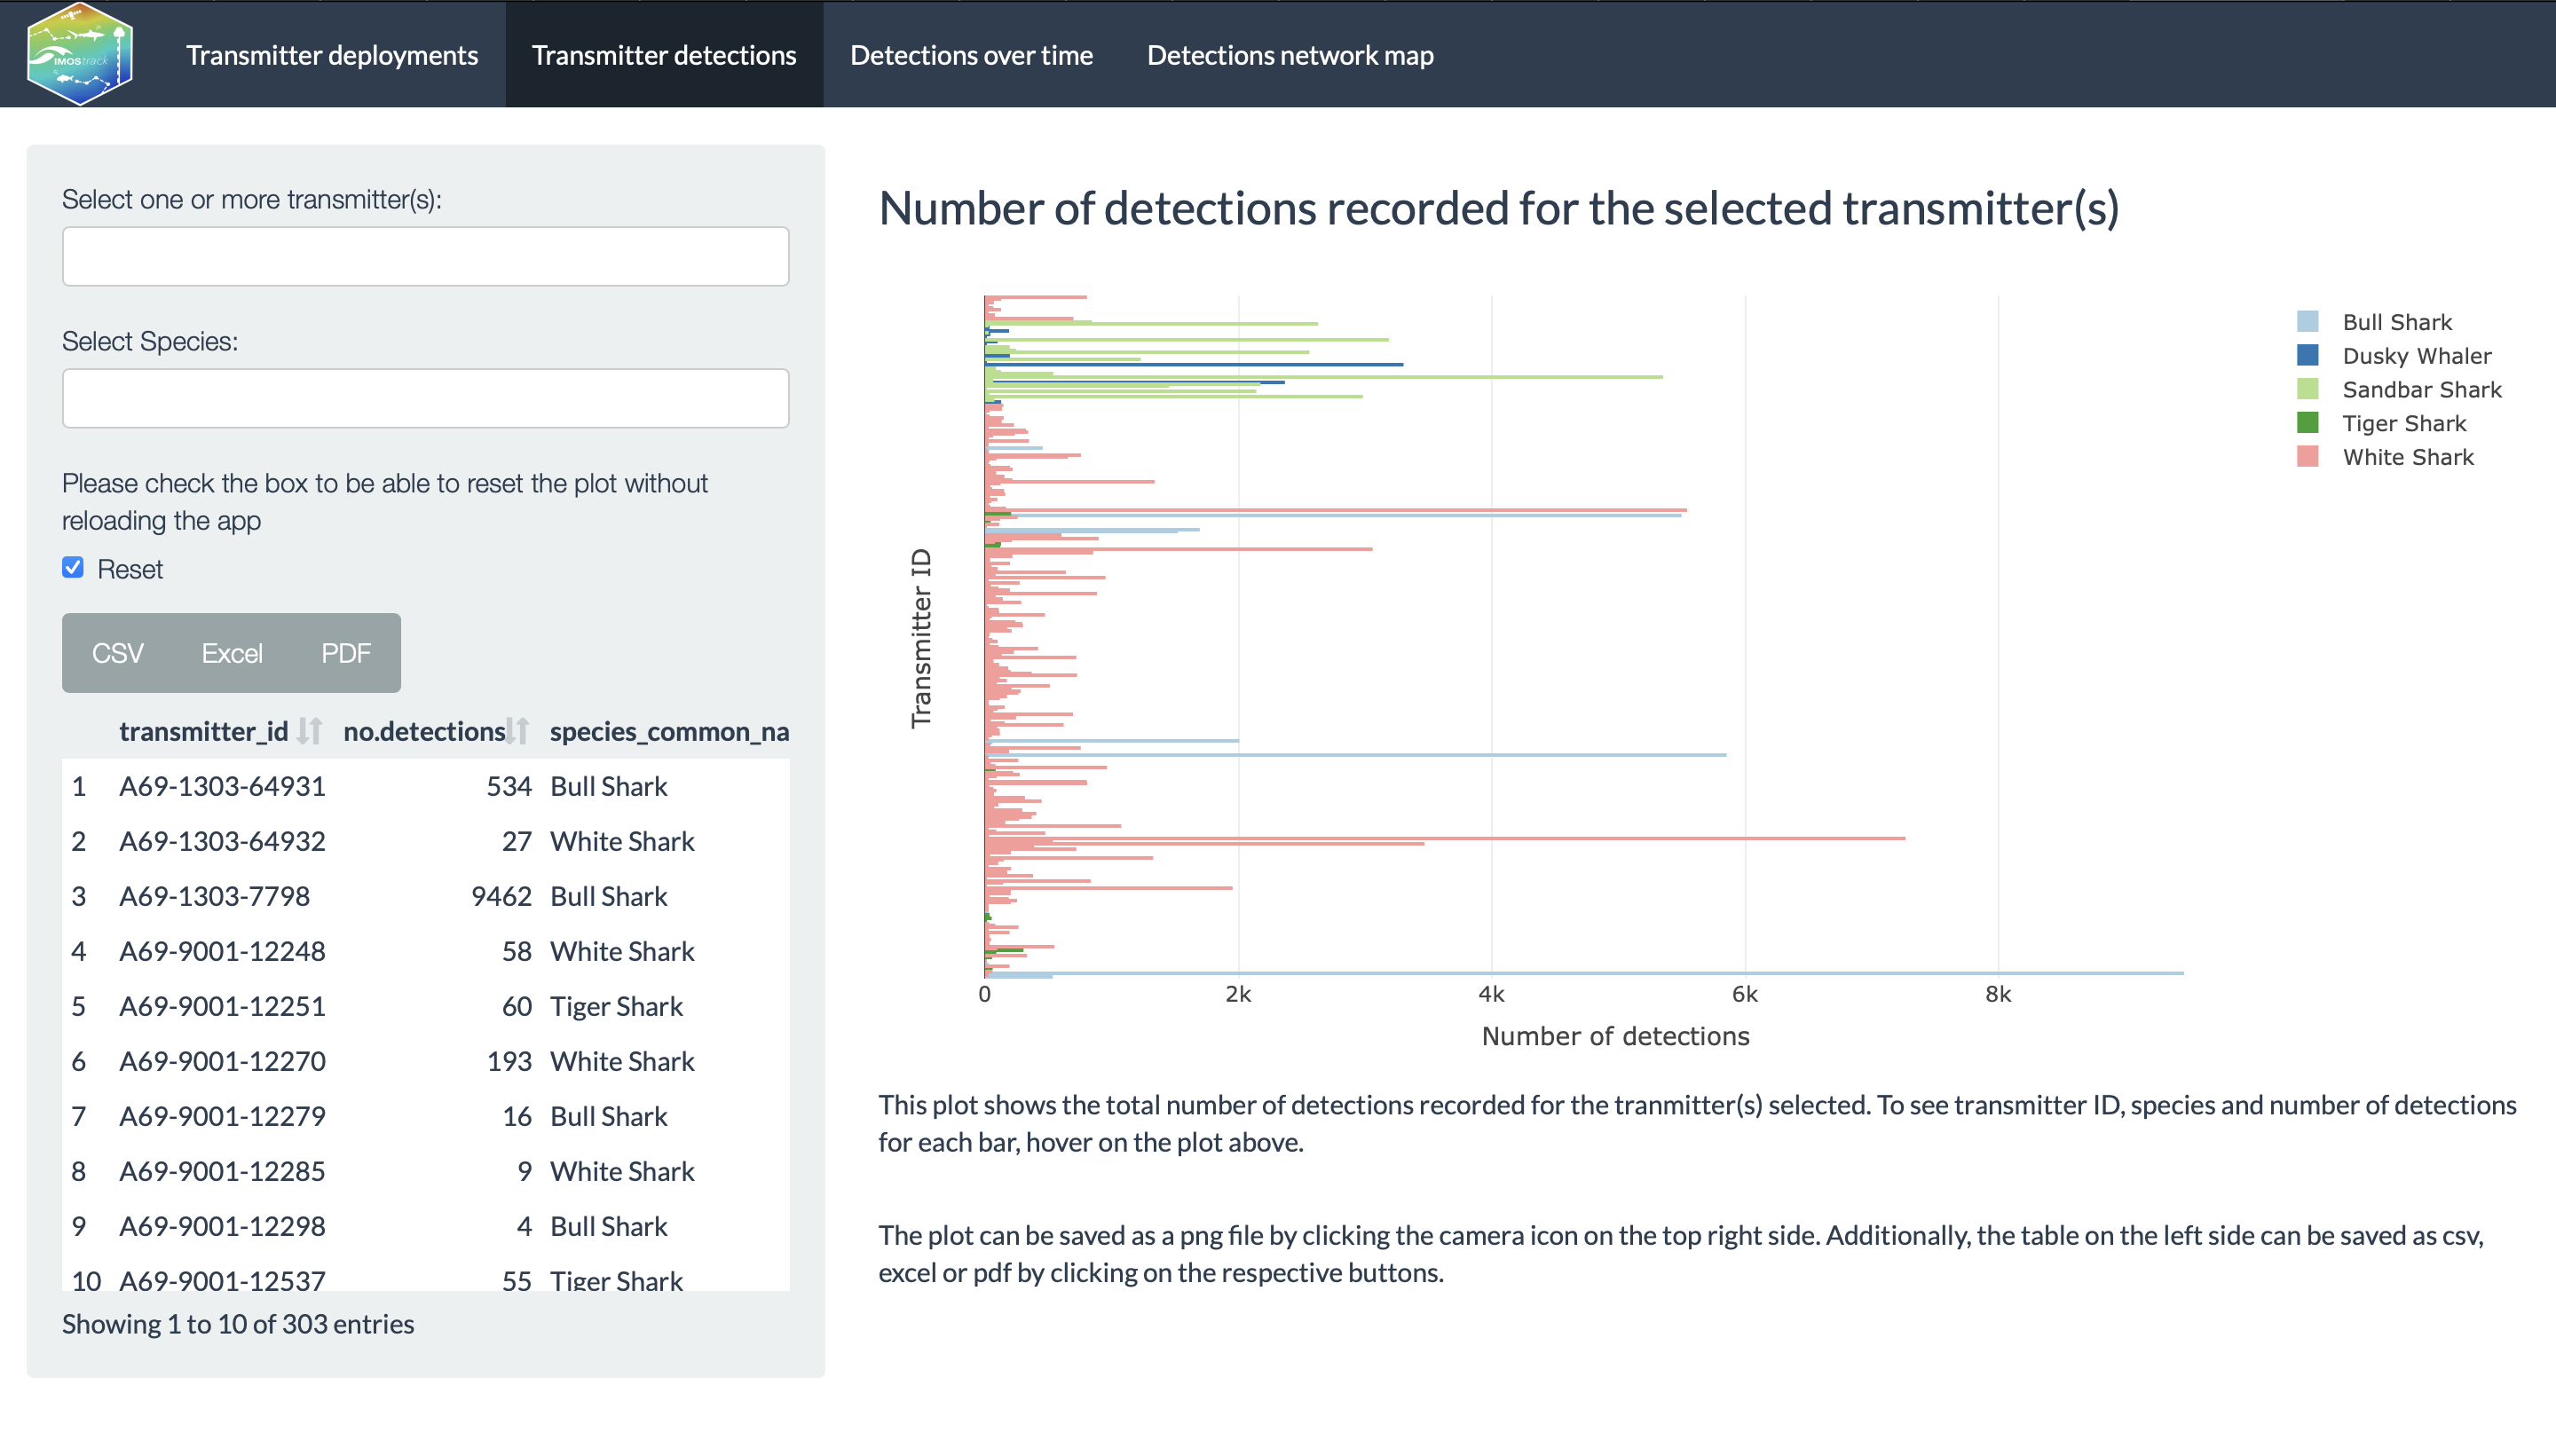 IMOStrack
Transmitter deployments
Transmitter detections
Detections over time
Detections network map
Select one or more transmitter(s):
Select Species:
Please check the box to be able to reset the plot without
reloading the app
Reset
CSV Excel PDF
transmitter_id no.detections species_common_na
1 A69-1303-64931 534 Bull Shark
2 A69-1303-64932 27 White Shark
3 A69-1303-7798 9462 Bull Shark
4 A69-9001-12248 58 White Shark
5 A69-9001-12251 60 Tiger Shark
6 A69-9001-12270 193 White Shark
7 A69-9001-12279 16 Bull Shark
8 A69-9001-12285 9 White Shark
9 A69-9001-12298 4 Bull Shark
10 A69-9001-12537 55 Tiger Shark
Showing 1 to 10 of 303 entries
Number of detections recorded for the selected transmitter(s)
Transmitter ID
Bull Shark
Dusky Whaler
Sandbar Shark
Tiger Shark
White Shark
0 2k 4k 6k 8k
Number of detections
This plot shows the total number of detections recorded for the tranmitter(s) selected. To see transmitter ID, species and number of detections
for each bar, hover on the plot above.
The plot can be saved as a png file by clicking the camera icon on the top right side. Additionally, the table on the left side can be saved as csv,
excel or pdf by clicking on the respective buttons.